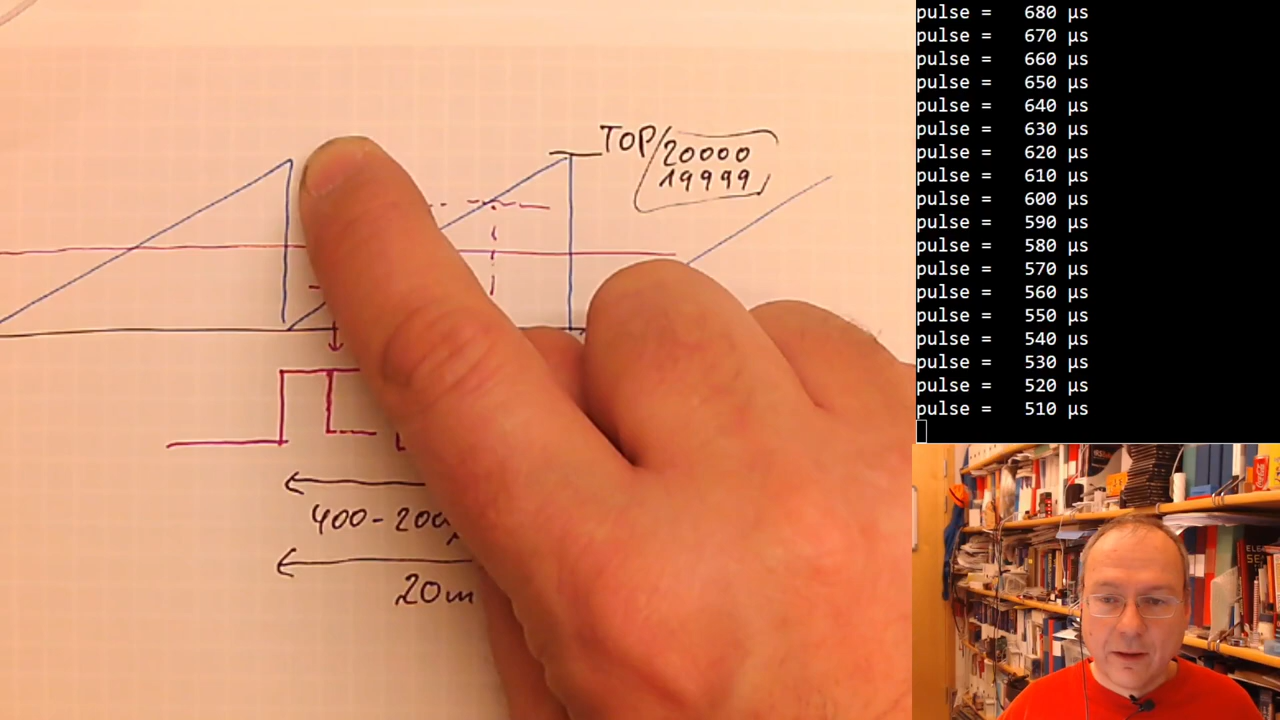 TOP/20000
19999
400-200
20m
pulse =   680 µs
pulse =   670 µs
pulse =   660 µs
pulse =   650 µs
pulse =   640 µs
pulse =   630 µs
pulse =   620 µs
pulse =   610 µs
pulse =   600 µs
pulse =   590 µs
pulse =   580 µs
pulse =   570 µs
pulse =   560 µs
pulse =   550 µs
pulse =   540 µs
pulse =   530 µs
pulse =   520 µs
pulse =   510 µs